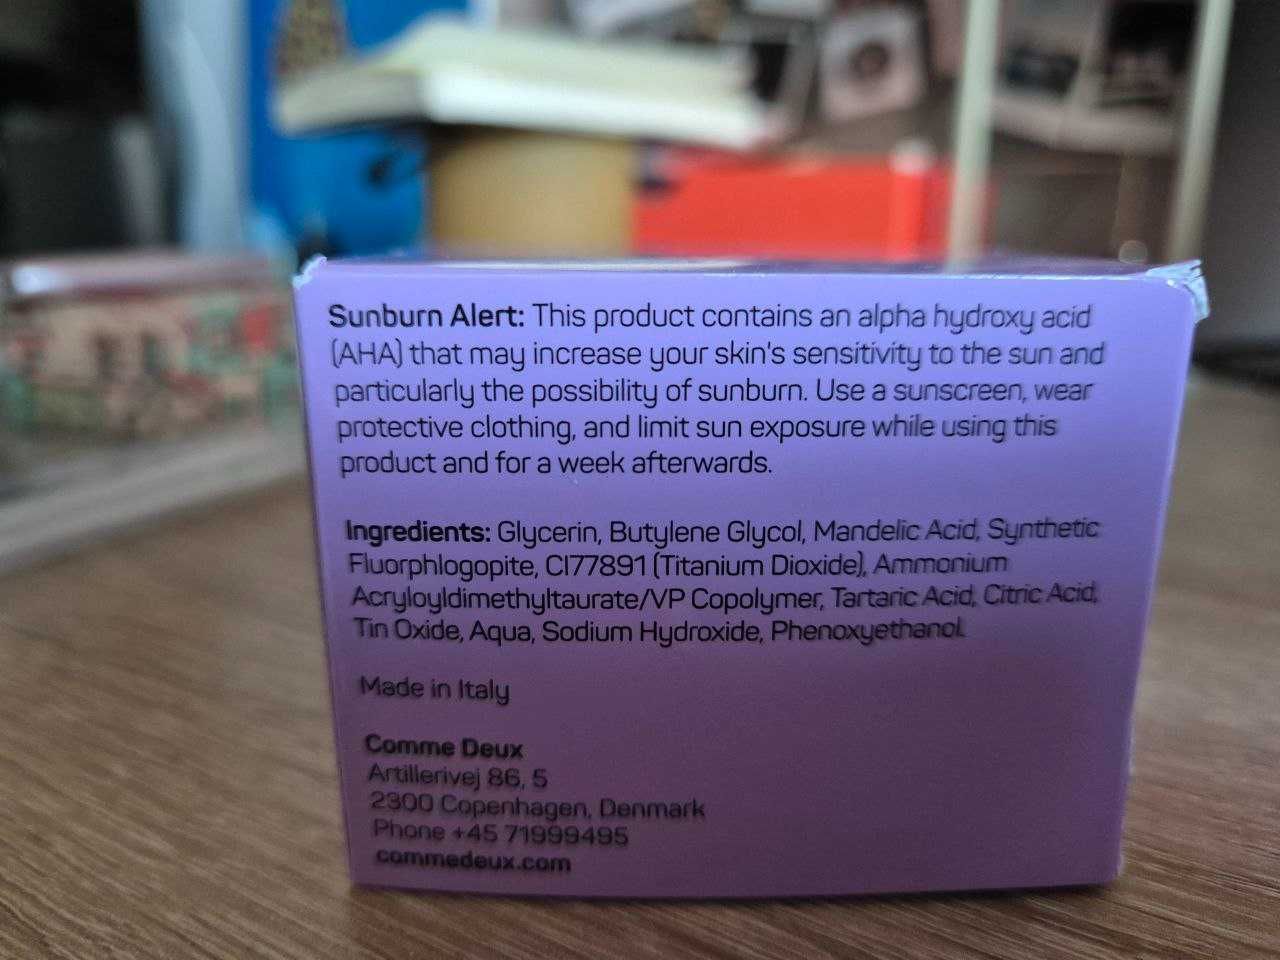 Sunburn Alert: This product contains an alpha hydroxy acid
(AHA) that may increase your skin's sensitivity to the sun and
particularly the possibility of sunburn. Use a sunscreen, wear
protective clothing, and limit sun exposure while using this
product and for a week afterwards.
Ingredients: Glycerin, Butylene Glycol, Mandelic Acid, Synthetic
Fluorphlogopite, CI77891 (Titanium Dioxide), Ammonium
Acryloyldimethyltaurate/VP Copolymer, Tartaric Acid, Citric Acid,
Tin Oxide, Aqua, Sodium Hydroxide, Phenoxyethanol.
Made in Italy
Comme Deux
Artillerivej 86, 5
2300 Copenhagen, Denmark
Phone +45 71999495
commedeux.com